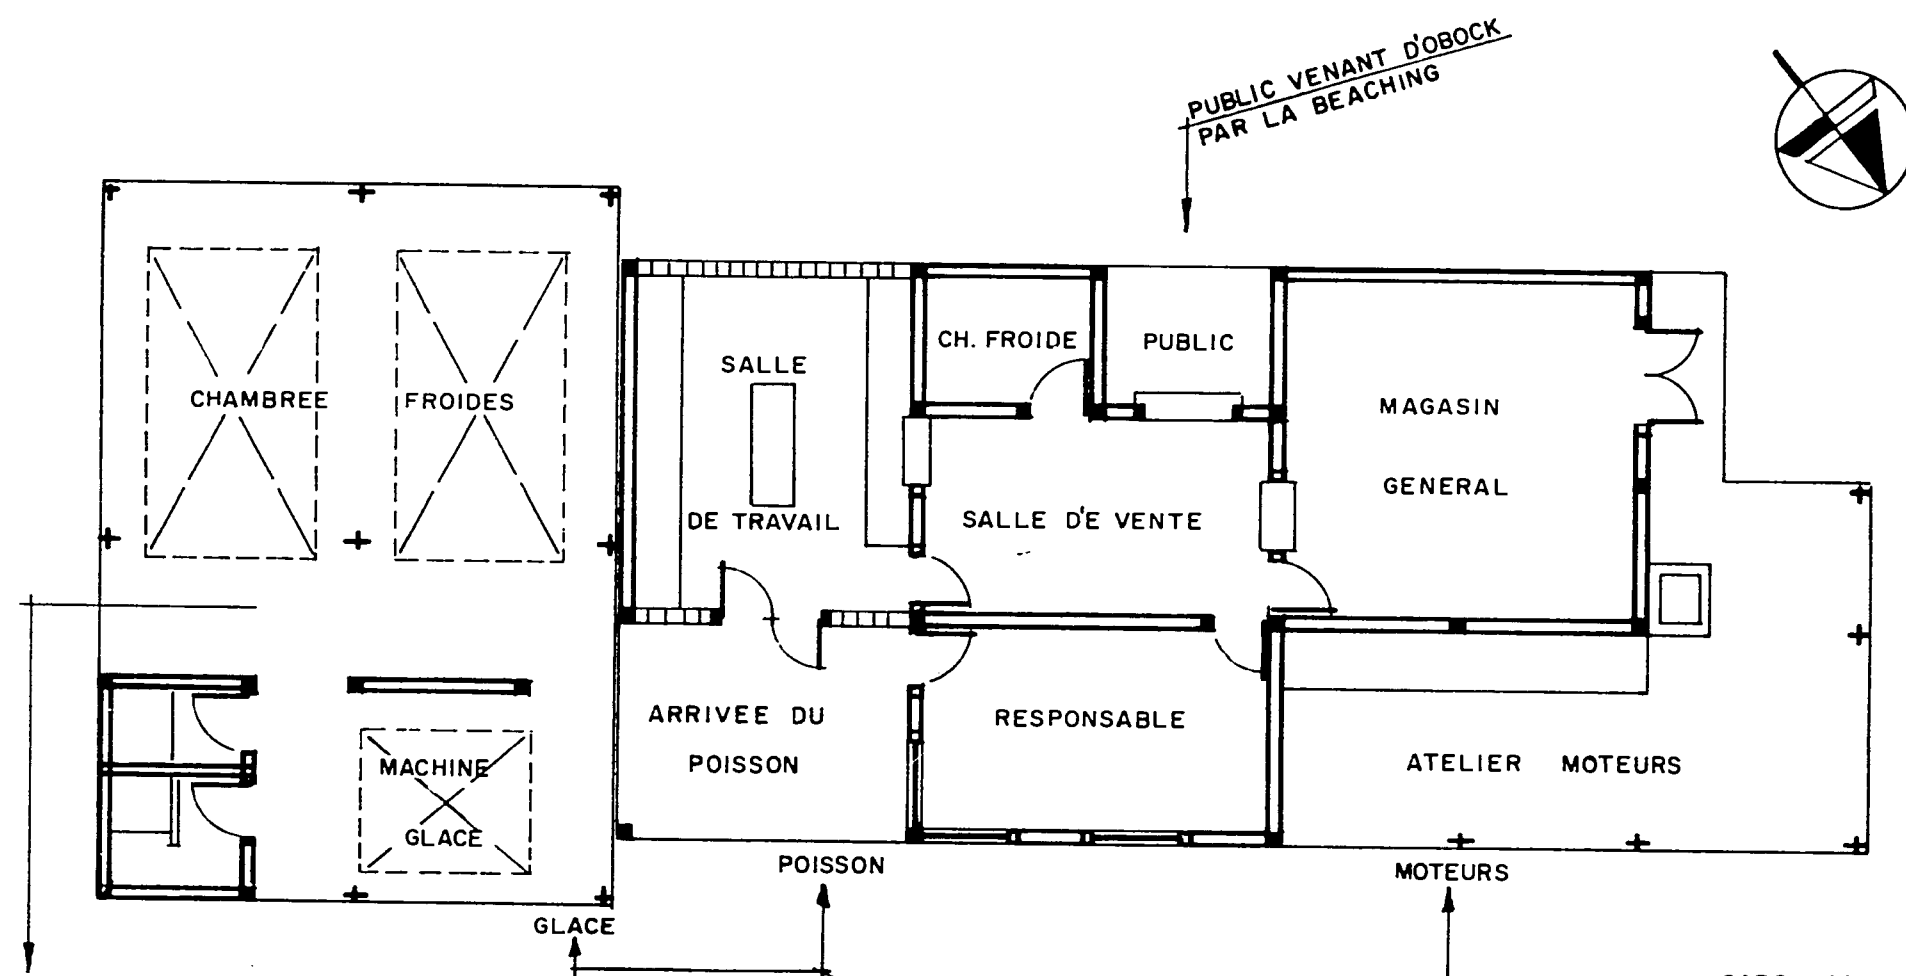 PUBLIC VENANT D'OBOCK
PAR LA BEACHING
CHAMBREE FROIDES
SALLE
DE TRAVAIL
CH. FROIDE
PUBLIC
SALLE D'E VENTE
MAGASIN
GENERAL
ARRIVEE DU
POISSON
RESPONSABLE
ATELIER MOTEURS
MACHINE
GLACE
POISSON
MOTEURS
GLACE